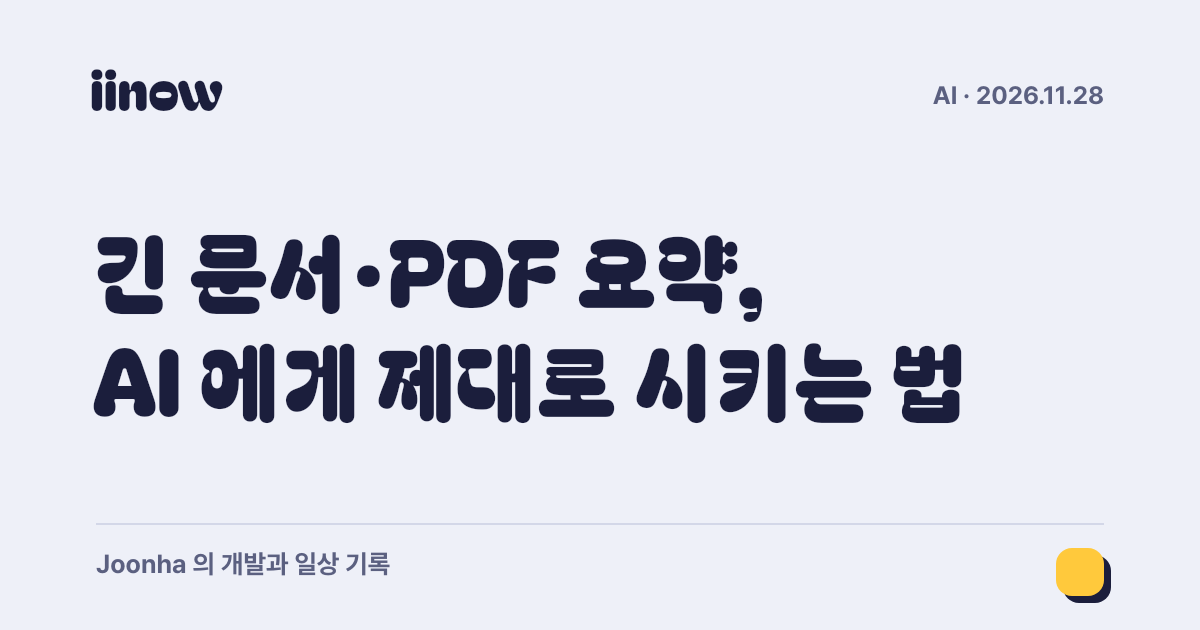 iinow
AI · 2026.11.28
긴 문서·PDF 요약,
AI 에게 제대로 시키는 법
Joonha 의 개발과 일상 기록